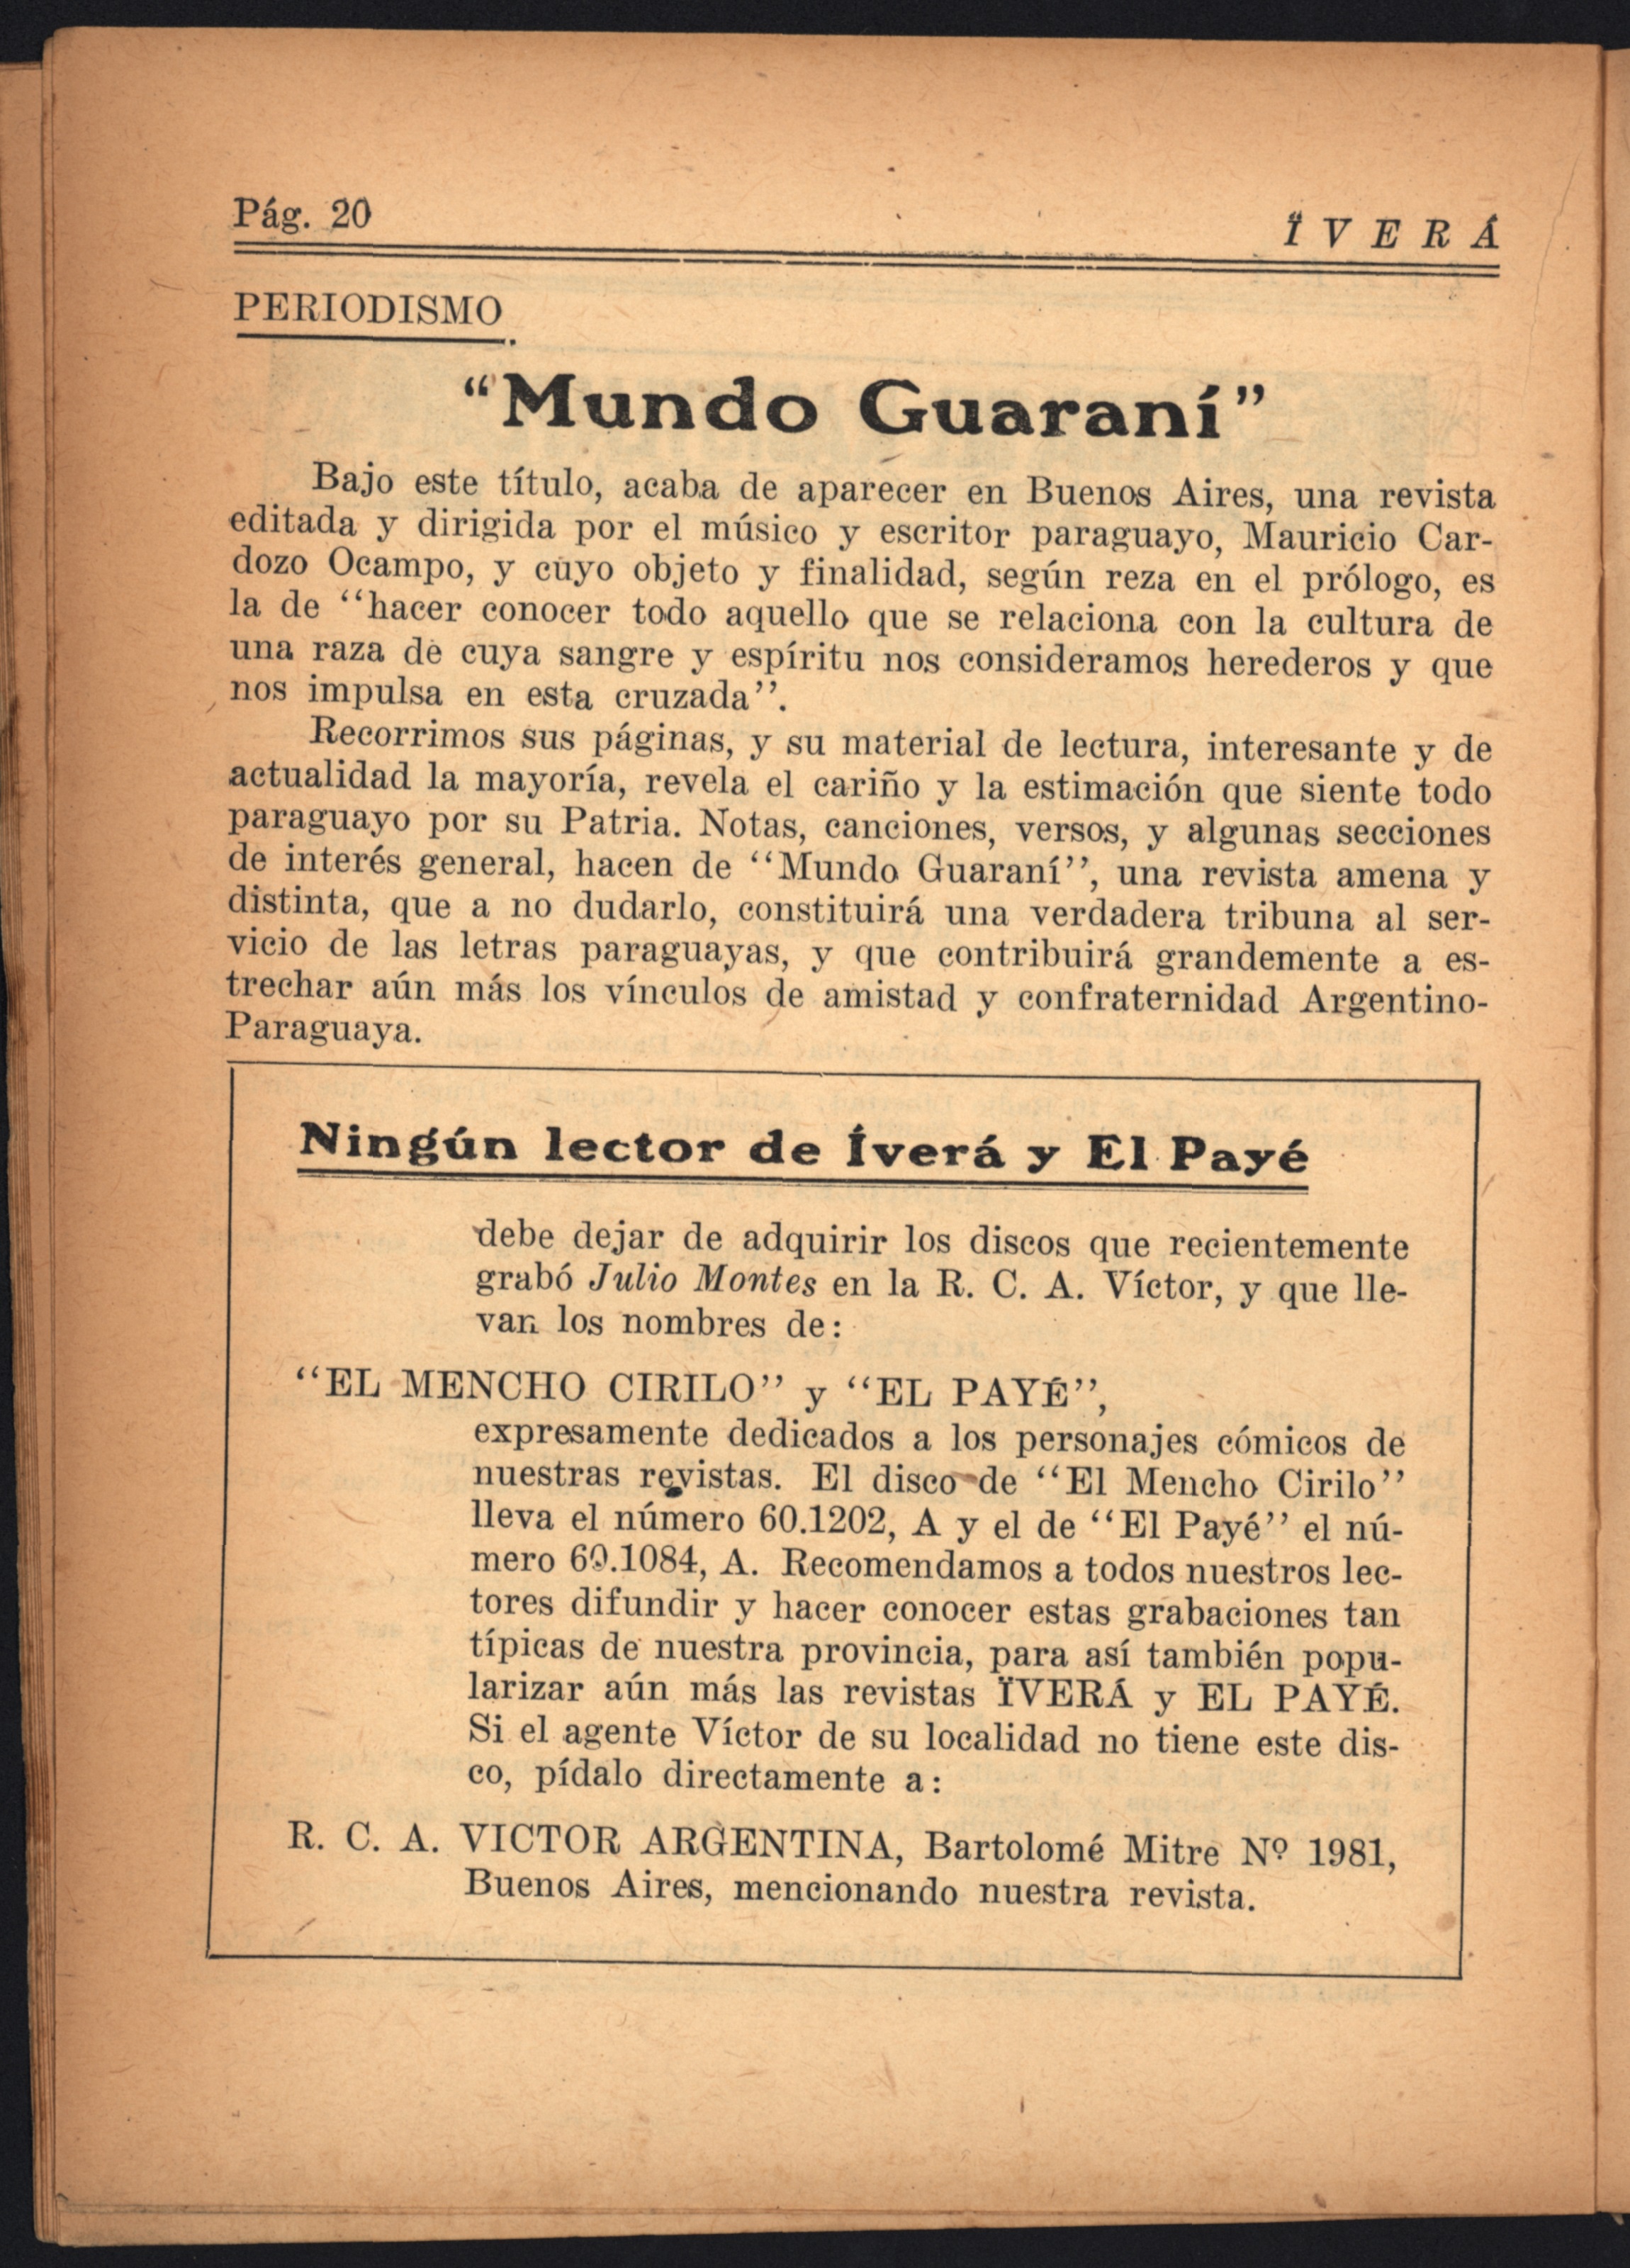 Pág. 20
ÏVERÁ
PERIODISMO
“Mundo Guaraní”
Bajo este título, acaba de aparecer en Buenos Aires, una revista
editada y dirigida por el músico y escritor paraguayo, Mauricio Car-
dozo Ocampo, y cuyo objeto y finalidad, según reza en el prólogo, es
la de “hacer conocer todo aquello que se relaciona con la cultura de
una raza de cuya sangre y espíritu nos consideramos herederos y que
nos impulsa en esta cruzada”.
Recorrimos sus páginas, y su material de lectura, interesante y de
actualidad la mayoría, revela el cariño y la estimación que siente todo
paraguayo por su Patria. Notas, canciones, versos, y algunas secciones
de interés general, hacen de “Mundo Guaraní”, una revista amena y
distinta, que a no dudarlo, constituirá una verdadera tribuna al ser-
vicio de las letras paraguayas, y que contribuirá grandemente a es-
trechar aún más los vínculos de amistad y confraternidad Argentino-
Paraguaya.
Ningún lector de Íverá y El Payé
debe dejar de adquirir los discos que recientemente
grabó Julio Montes en la R. C. A. Víctor, y que lle-
van los nombres de:
“EL MENCHO CIRILO” y “EL PAYÉ”,
expresamente dedicados a los personajes cómicos de
nuestras revistas. El disco de “El Mencho Cirilo”
lleva el número 60.1202, A y el de “El Payé” el nú-
mero 60.1084, A. Recomendamos a todos nuestros lec-
tores difundir y hacer conocer estas grabaciones tan
típicas de nuestra provincia, para así también popu-
larizar aún más las revistas ÏVERÁ y EL PAYÉ.
Si el agente Víctor de su localidad no tiene este dis-
co, pídalo directamente a:
R. C. A. VICTOR ARGENTINA, Bartolomé Mitre Nº 1981,
Buenos Aires, mencionando nuestra revista.